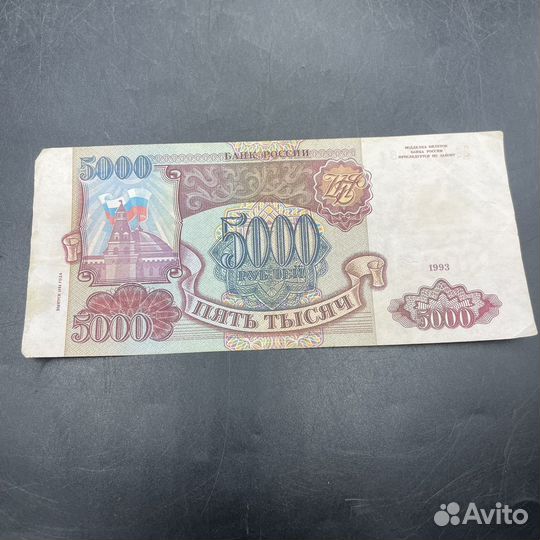 5000
БАНК РОССИИ
ПОДДЕЛКА БИЛЕТОВ
БАНКА РОССИИ
ПРЕСЛЕДУЕТСЯ ПО ЗАКОНУ
5000
РУБЛЕЙ
1993
ПЯТЬ ТЫСЯЧ
5000
5000
Avito